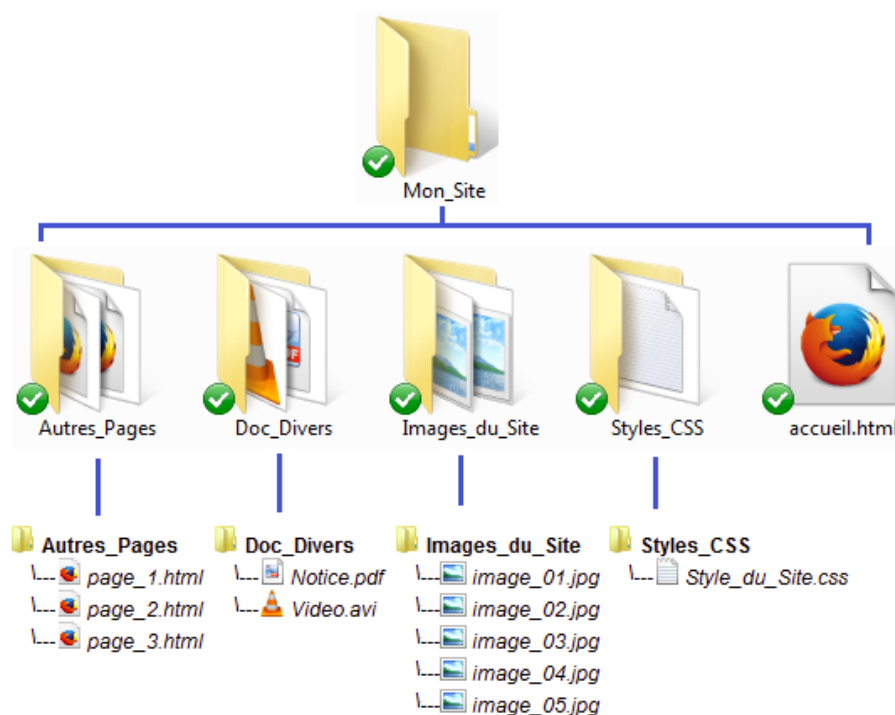 Mon_Site
Autres_Pages
Doc_Divers
Images_du_Site
Styles_CSS
accueil.html
Autres_Pages
page_1.html
page_2.html
page_3.html
Doc_Divers
Notice.pdf
Video.avi
Images_du_Site
image_01.jpg
image_02.jpg
image_03.jpg
image_04.jpg
image_05.jpg
Styles_CSS
Style_du_Site.css